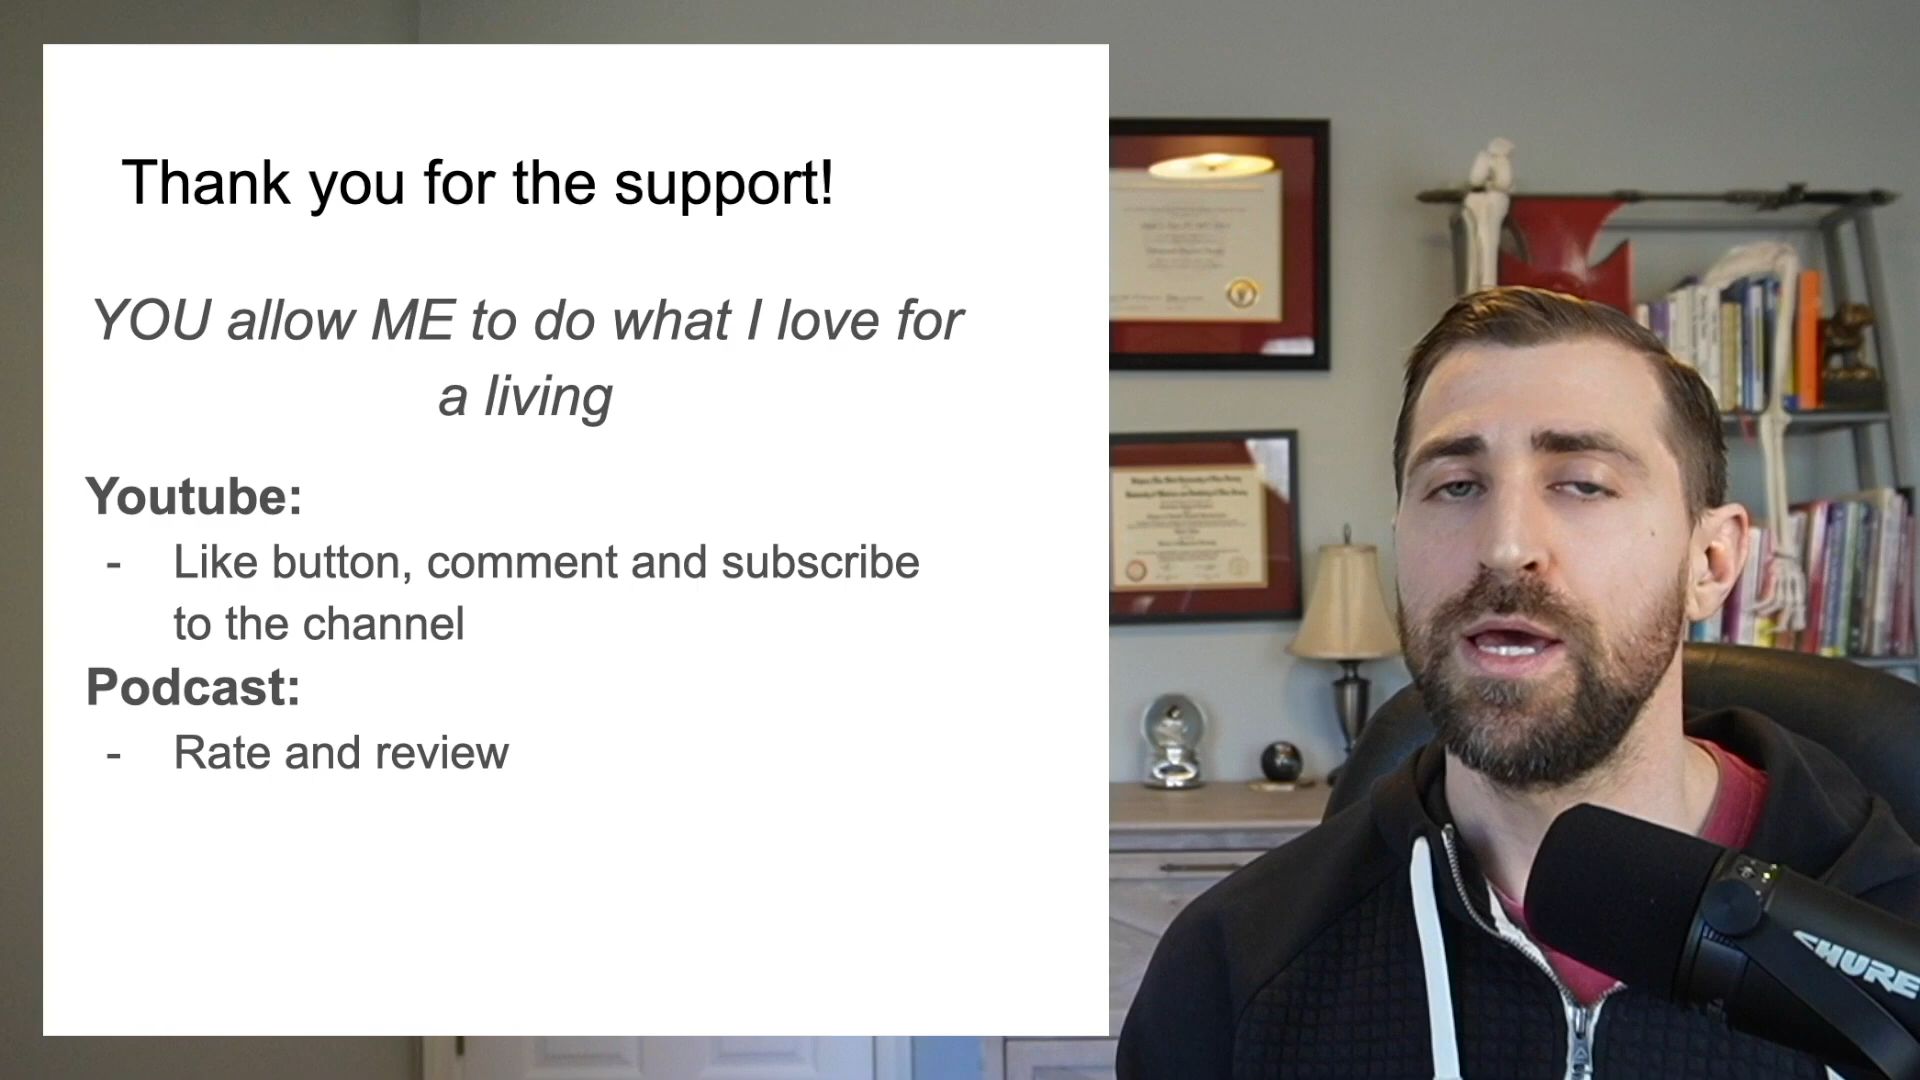 Thank you for the support!
YOU allow ME to do what I love for
a living
Youtube:
- Like button, comment and subscribe
to the channel
Podcast:
- Rate and review
SHURE